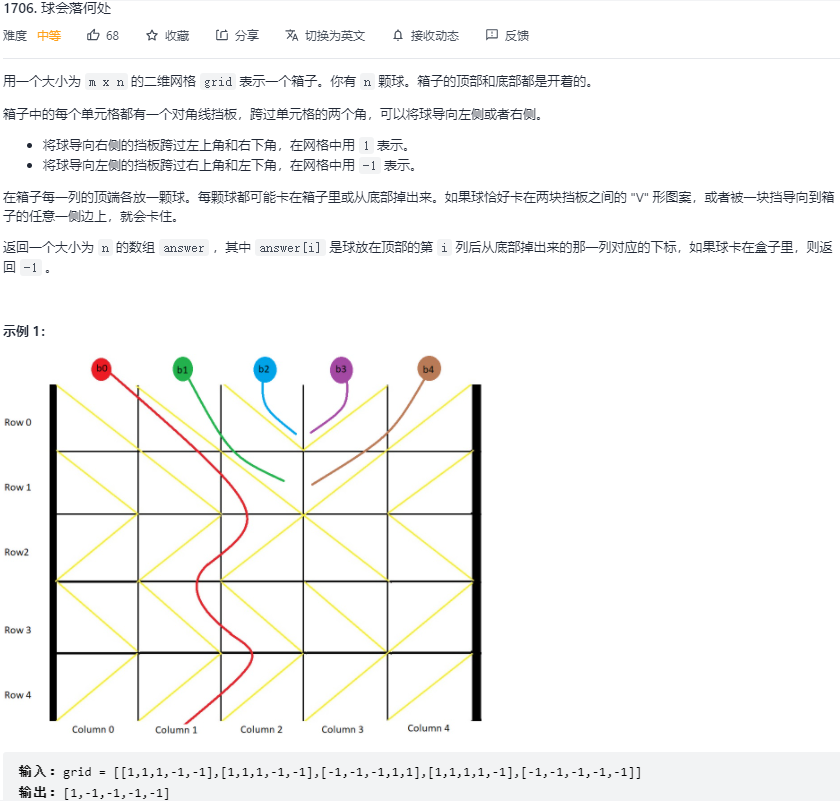 1706. 球会落何处
难度 中等 68 收藏 分享 切换为英文 接收动态 反馈
用一个大小为 m x n 的二维网格 grid 表示一个箱子。你有 n 颗球。箱子的顶部和底部都是开着的。
箱子中的每个单元格都有一个对角线挡板，跨过单元格的两个角，可以将球导向左侧或者右侧。
• 将球导向右侧的挡板跨过左上角和右下角，在网格中用 1 表示。
• 将球导向左侧的挡板跨过右上角和左下角，在网格中用 -1 表示。
在箱子每一列的顶端各放一颗球。每颗球都可能卡在箱子里或从底部掉出来。如果球恰好卡在两块挡板之间的 "V" 形图案，或者被一块挡导向到箱
子的任意一侧边上，就会卡住。
返回一个大小为 n 的数组 answer ，其中 answer[i] 是球放在顶部的第 i 列后从底部掉出来的那一列对应的下标，如果球卡在盒子里，则返
回 -1 。
示例 1：
b0 b1 b2 b3 b4
Row 0
Row 1
Row2
Row 3
Row 4
Column 0 Column 1 Column 2 Column 3 Column 4
输入：grid = [[1,1,1,-1,-1],[1,1,1,-1,-1],[-1,-1,-1,1,1],[1,1,1,1,-1],[-1,-1,-1,-1,-1]]
输出：[1,-1,-1,-1,-1]